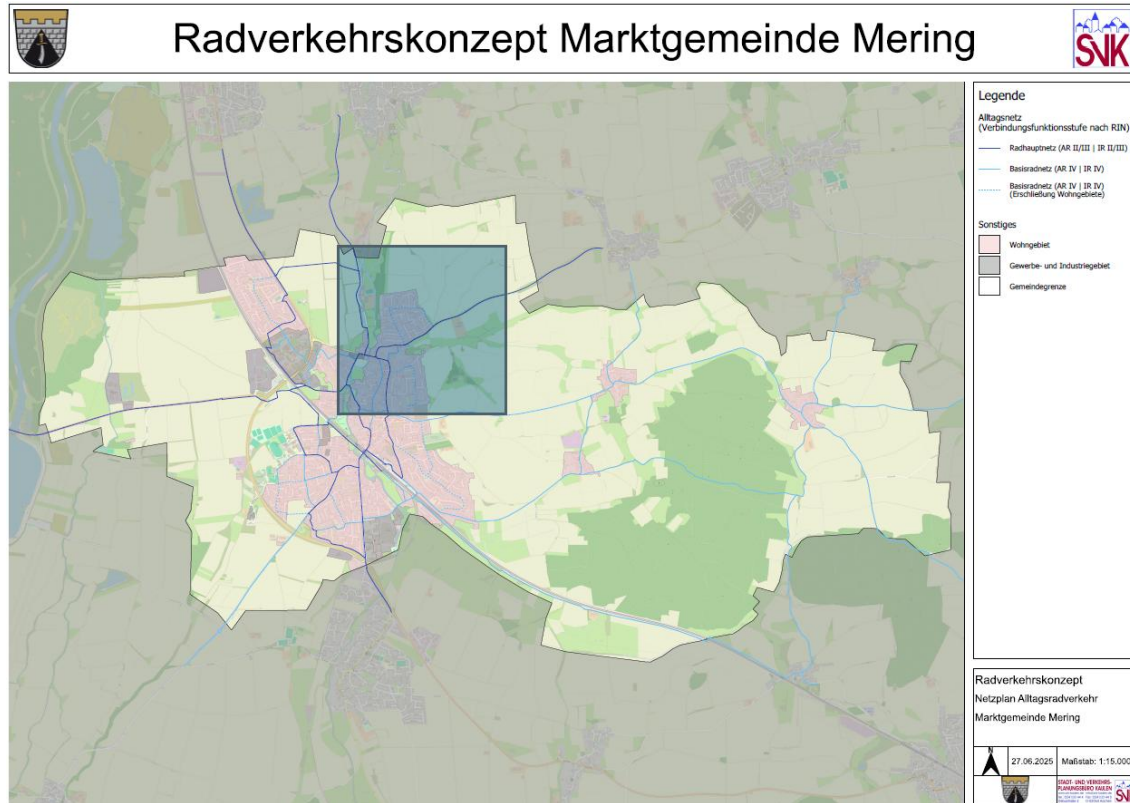 Radverkehrskonzept Marktgemeinde Mering
SVK
Legende
Alltagsnetz
(Verbindungsfunktionsstufe nach RIN)
Radhauptnetz (AR II/III | IR II/III)
Basisradnetz (AR IV | IR IV)
Basisradnetz (AR IV | IR IV)
(Erschließung Wohngebiete)
Sonstiges
Wohngebiet
Gewerbe- und Industriegebiet
Gemeindegrenze
Radverkehrskonzept
Netzplan Alltagsradverkehr
Marktgemeinde Mering
N
27.06.2025
Maßstab: 1:15.000
STADT- UND VERKEHRS-
PLANUNGSBÜRO KAULEN